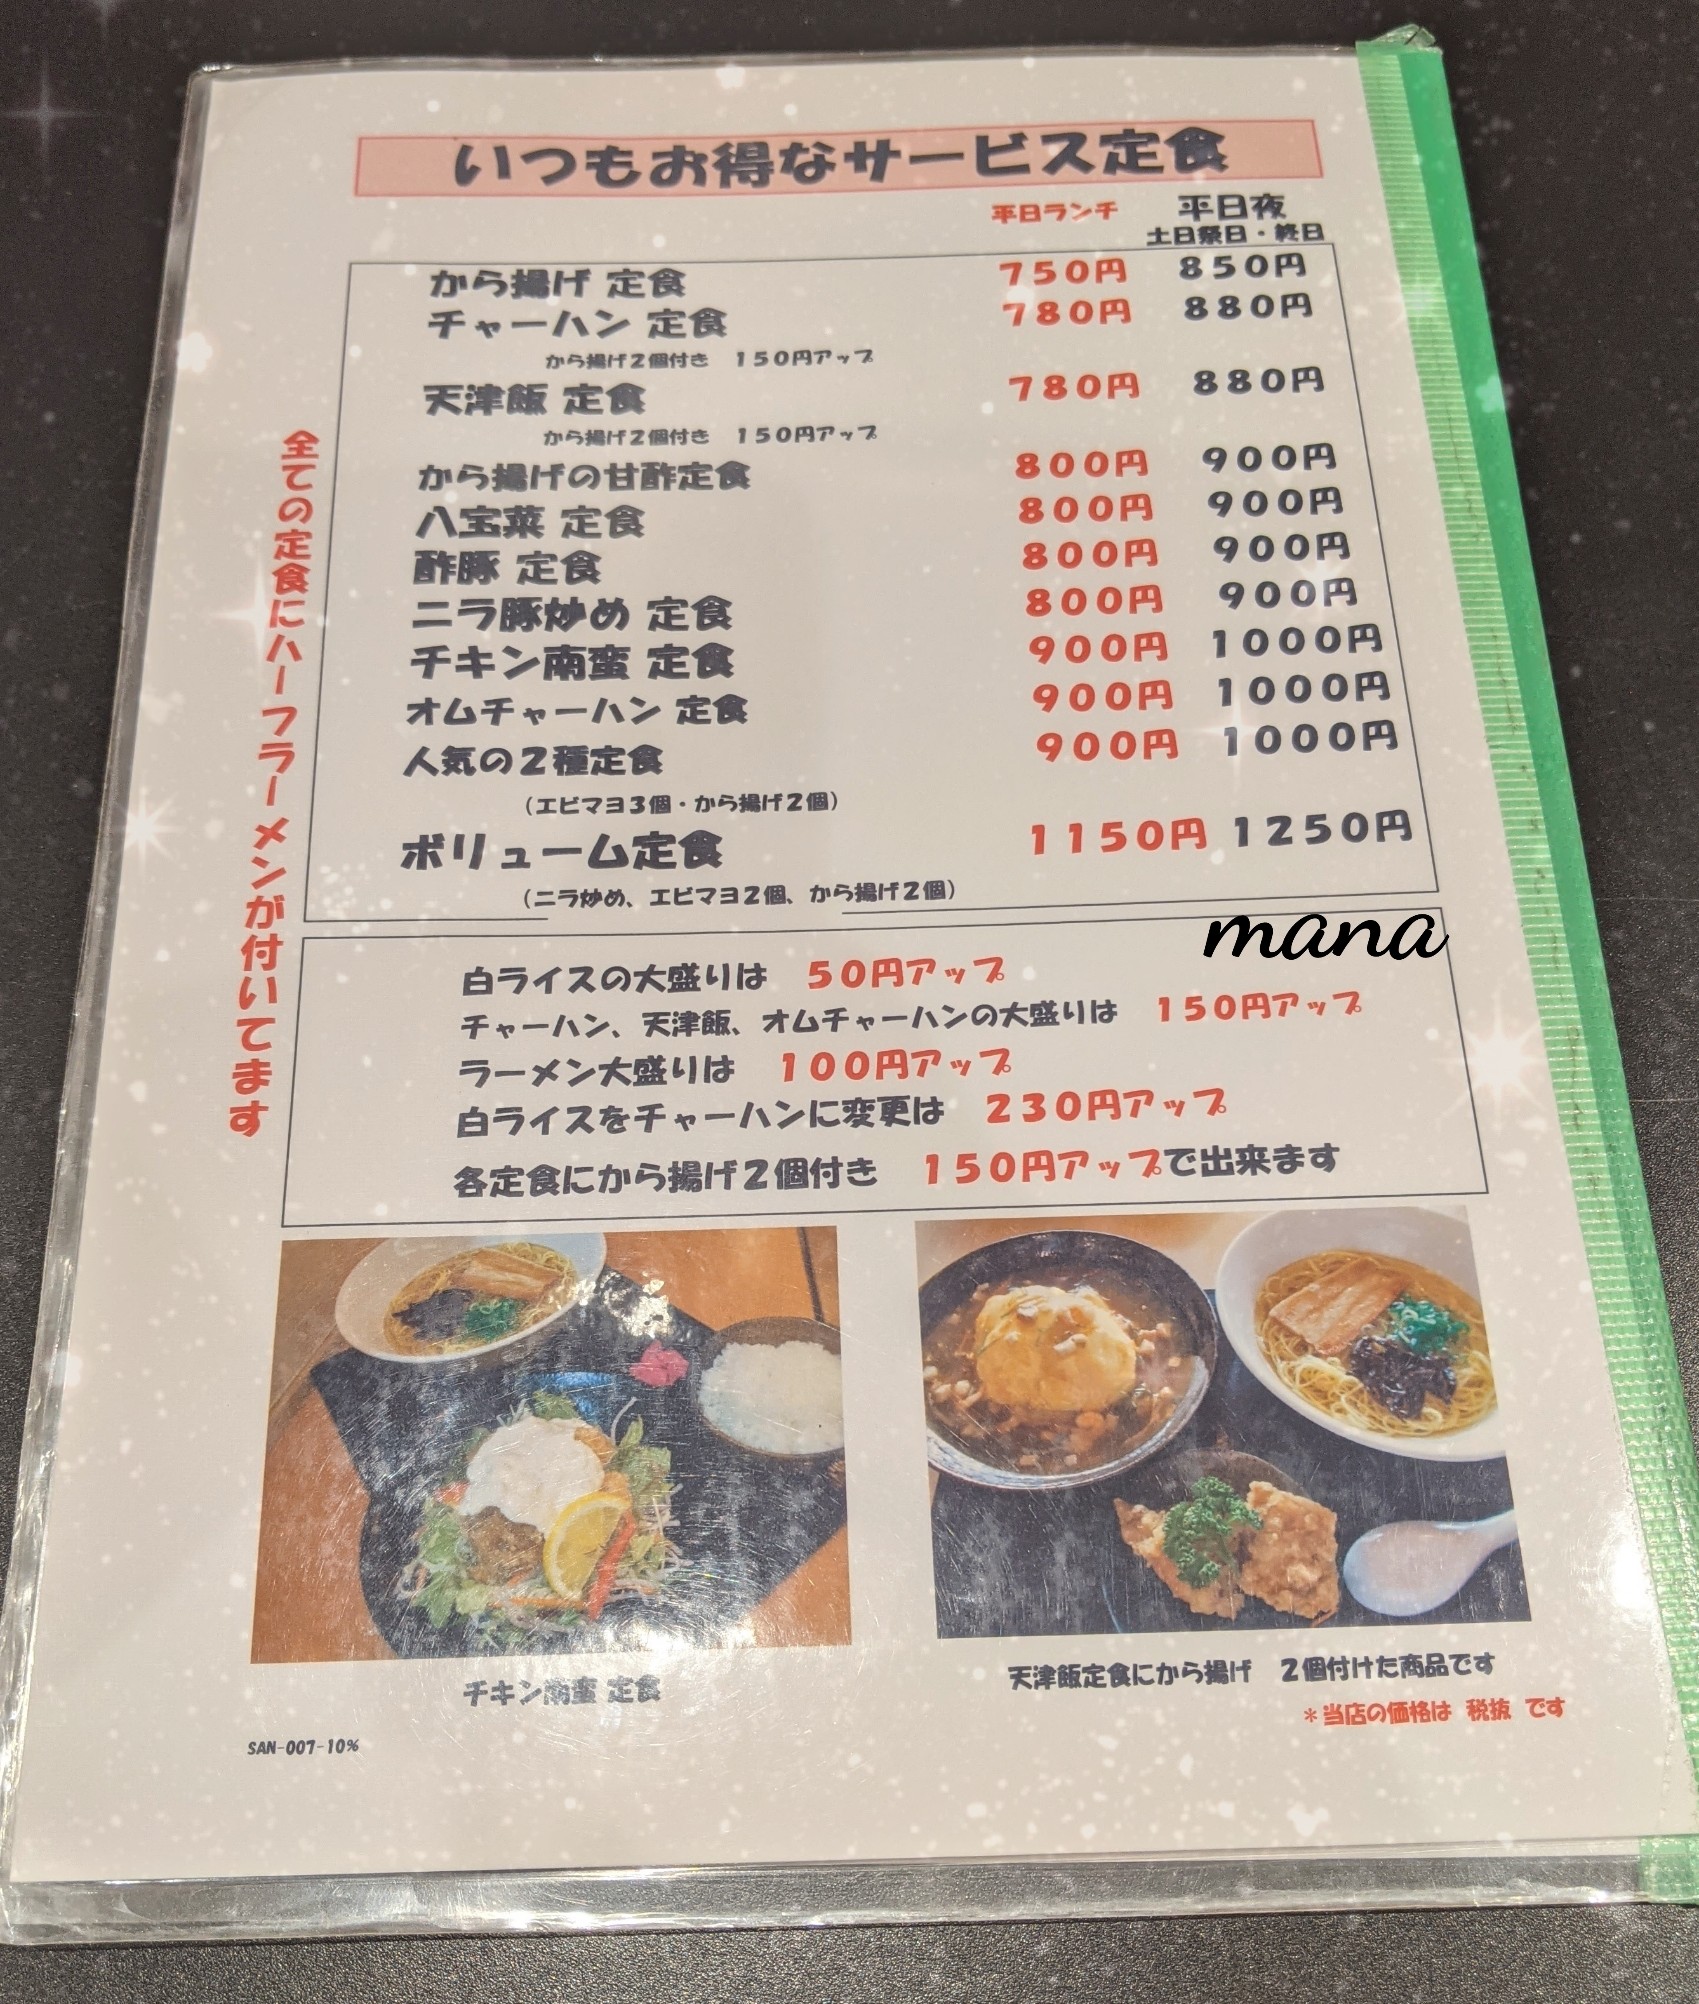 いつもお得なサービス定食
平日ランチ 平日夜
土日祭日・終日
から揚げ 定食 750円 850円
チャーハン 定食 780円 880円
から揚げ2個付き 150円アップ
天津飯 定食 780円 880円
から揚げ2個付き 150円アップ
から揚げの甘酢定食 800円 900円
八宝菜 定食 800円 900円
酢豚 定食 800円 900円
ニラ豚炒め 定食 800円 900円
チキン南蛮 定食 900円 1000円
オムチャーハン 定食 900円 1000円
人気の2種定食 900円 1000円
（エビマヨ3個・から揚げ2個）
ボリューム定食 1150円 1250円
（ニラ炒め、エビマヨ2個、から揚げ2個）
全ての定食にハーフラーメンが付いてます
mana
白ライスの大盛りは 50円アップ
チャーハン、天津飯、オムチャーハンの大盛りは 150円アップ
ラーメン大盛りは 100円アップ
白ライスをチャーハンに変更は 230円アップ
各定食にから揚げ2個付き 150円アップで出来ます
チキン南蛮 定食
天津飯定食にから揚げ 2個付けた商品です
＊当店の価格は 税抜 です
SAN-007-10%